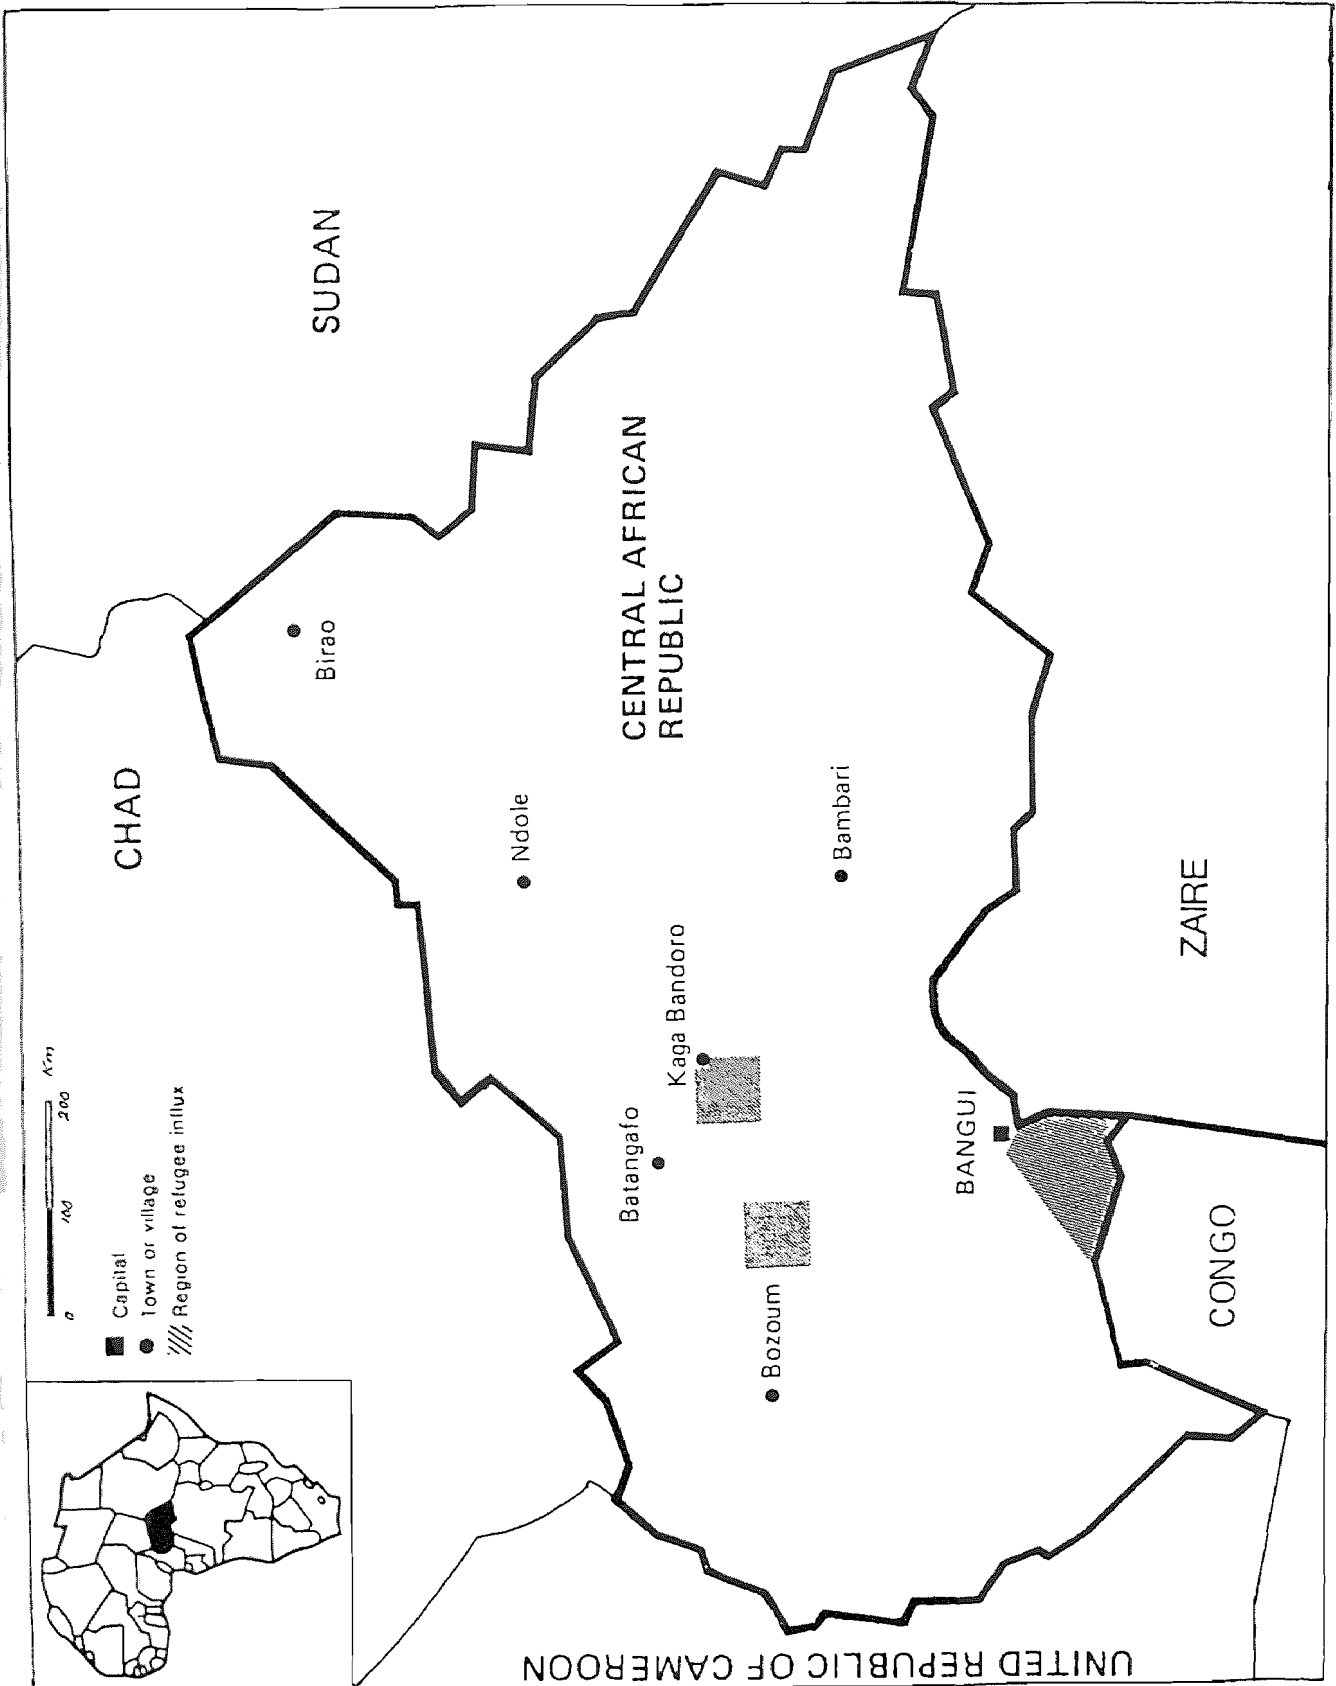 0 100 200 Km
Capital
Town or village
Region of refugee influx
CHAD
SUDAN
Birao
Ndole
CENTRAL AFRICAN
REPUBLIC
Batangafo
Kaga Bandoro
Bozoum
Bambari
BANGUI
UNITED REPUBLIC OF CAMEROON
CONGO
ZAIRE